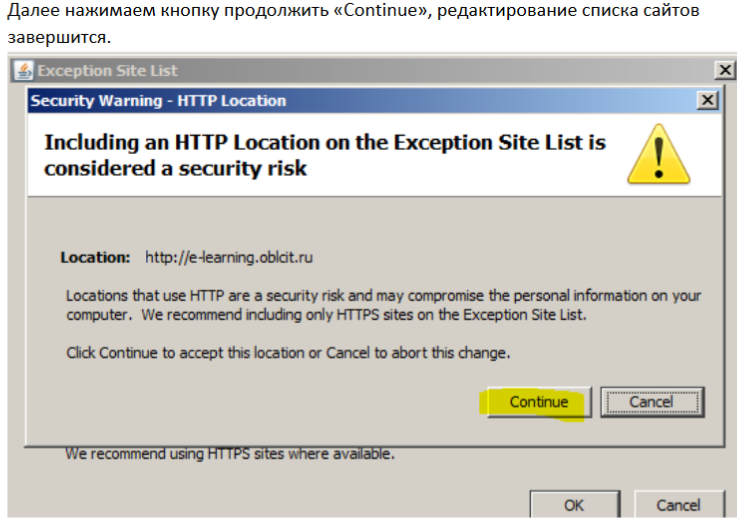 Далее нажимаем кнопку продолжить «Continue», редактирование списка сайтов
завершится.
Exception Site List
Security Warning - HTTP Location
Including an HTTP Location on the Exception Site List is
considered a security risk
Location: http://e-learning.oblcit.ru
Locations that use HTTP are a security risk and may compromise the personal information on your
computer. We recommend including only HTTPS sites on the Exception Site List.
Click Continue to accept this location or Cancel to abort this change.
Continue Cancel
We recommend using HTTPS sites where available.
OK Cancel